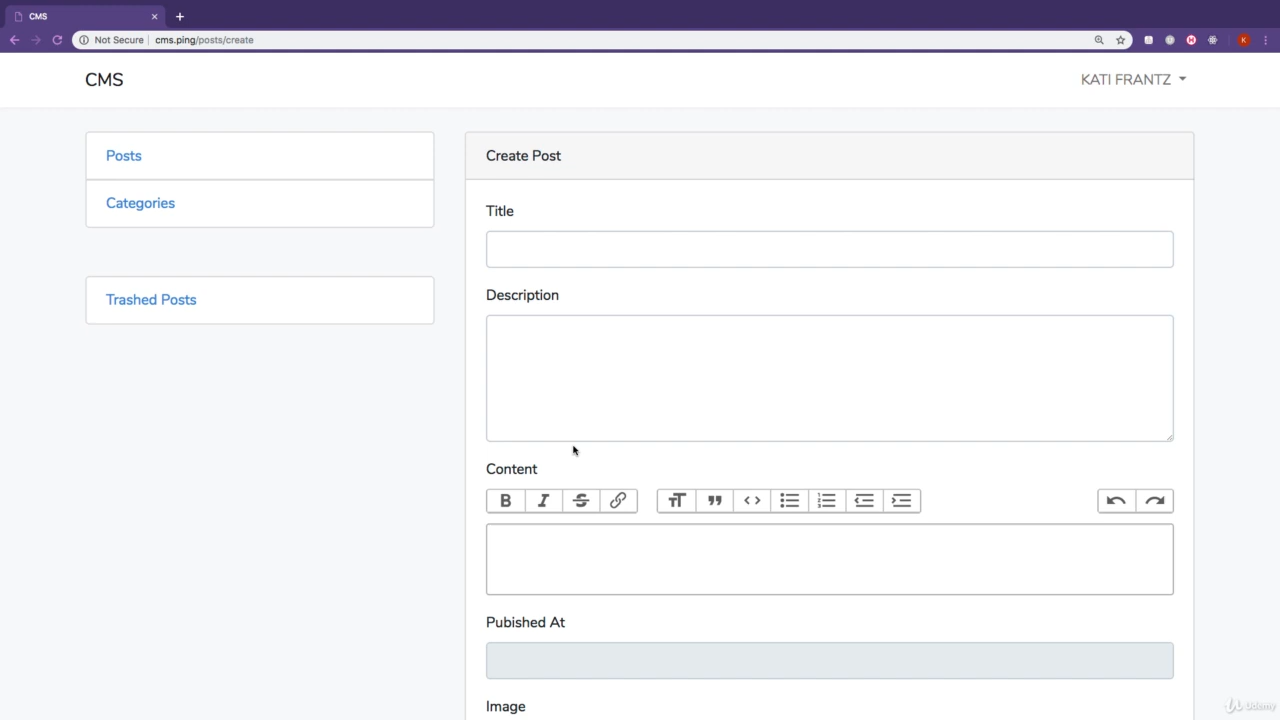 CMS
Not Secure
cms.ping/posts/create
K
CMS
KATI FRANTZ
Posts
Categories
Trashed Posts
Create Post
Title
Description
Content
Pubished At
Image
Udemy